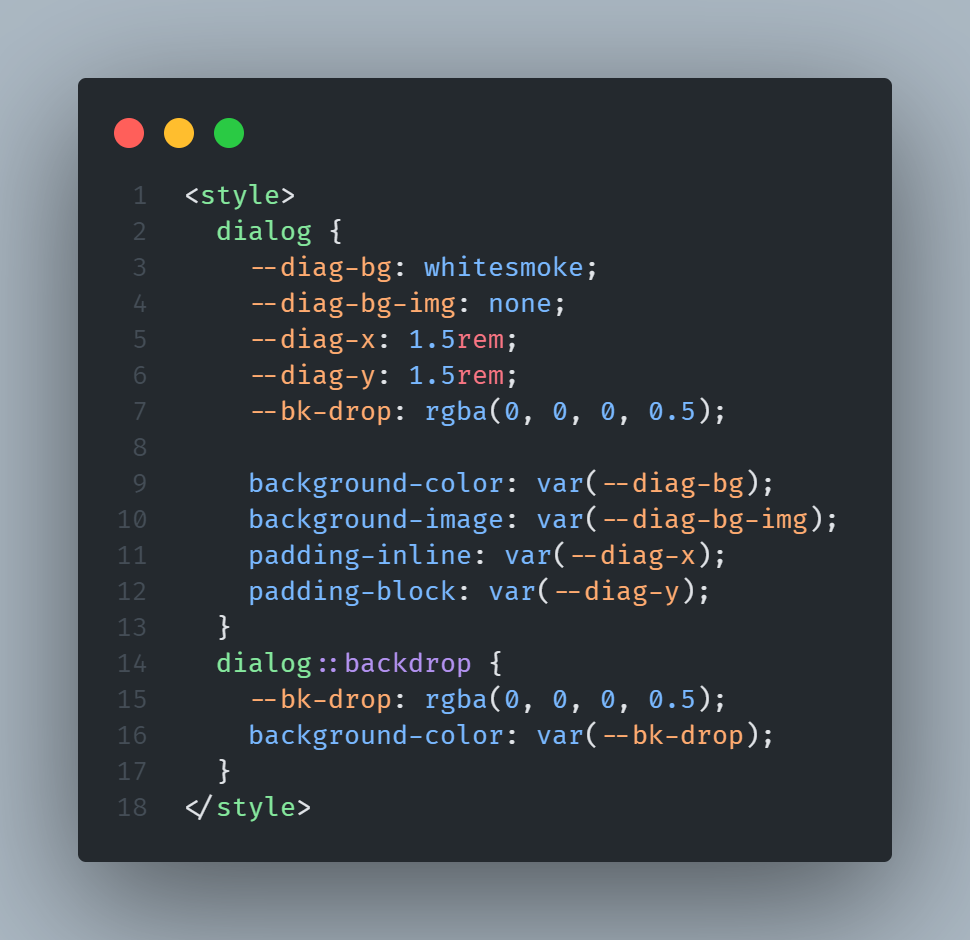 1 <style>
2 dialog {
3 --diag-bg: whitesmoke;
4 --diag-bg-img: none;
5 --diag-x: 1.5rem;
6 --diag-y: 1.5rem;
7 --bk-drop: rgba(0, 0, 0, 0.5);
8
9 background-color: var(--diag-bg);
10 background-image: var(--diag-bg-img);
11 padding-inline: var(--diag-x);
12 padding-block: var(--diag-y);
13 }
14 dialog::backdrop {
15 --bk-drop: rgba(0, 0, 0, 0.5);
16 background-color: var(--bk-drop);
17 }
18 </style>